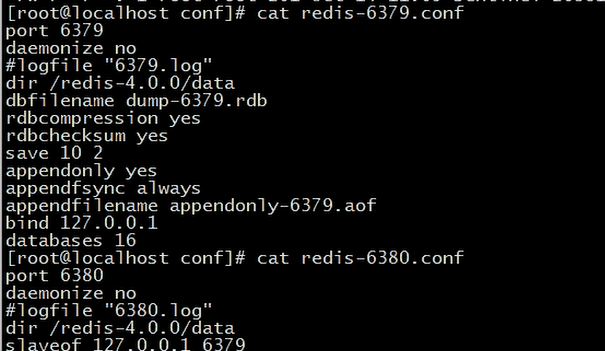 [root@localhost conf]# cat redis-6379.conf
port 6379
daemonize no
#logfile "6379.log"
dir /redis-4.0.0/data
dbfilename dump-6379.rdb
rdbcompression yes
rdbchecksum yes
save 10 2
appendonly yes
appendfsync always
appendfilename appendonly-6379.aof
bind 127.0.0.1
databases 16
[root@localhost conf]# cat redis-6380.conf
port 6380
daemonize no
#logfile "6380.log"
dir /redis-4.0.0/data
slaveof 127.0.0.1 6379